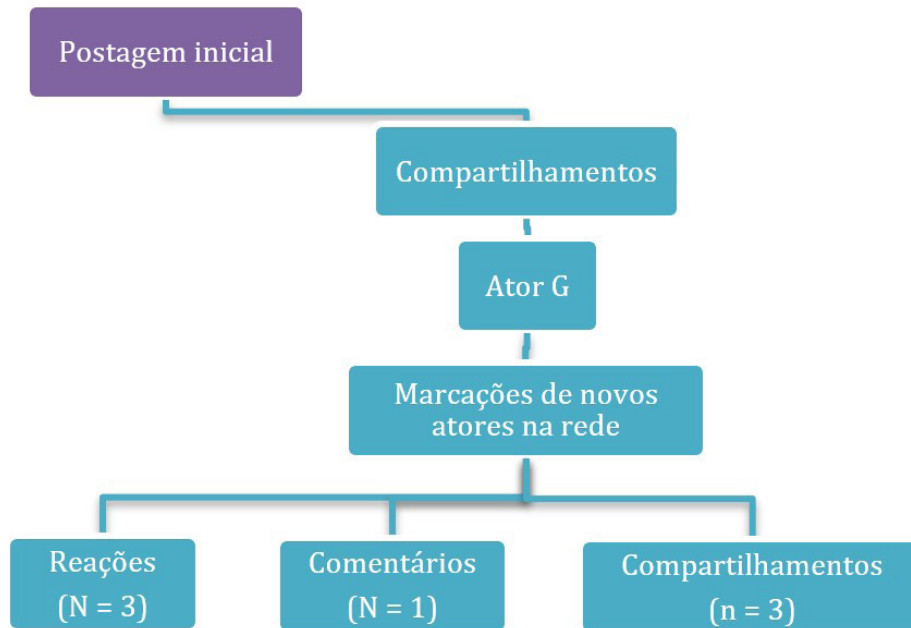 Postagem inicial
Compartilhamentos
Ator G
Marcações de novos
atores na rede
Reações
(N = 3)
Comentários
(N = 1)
Compartilhamentos
(n = 3)